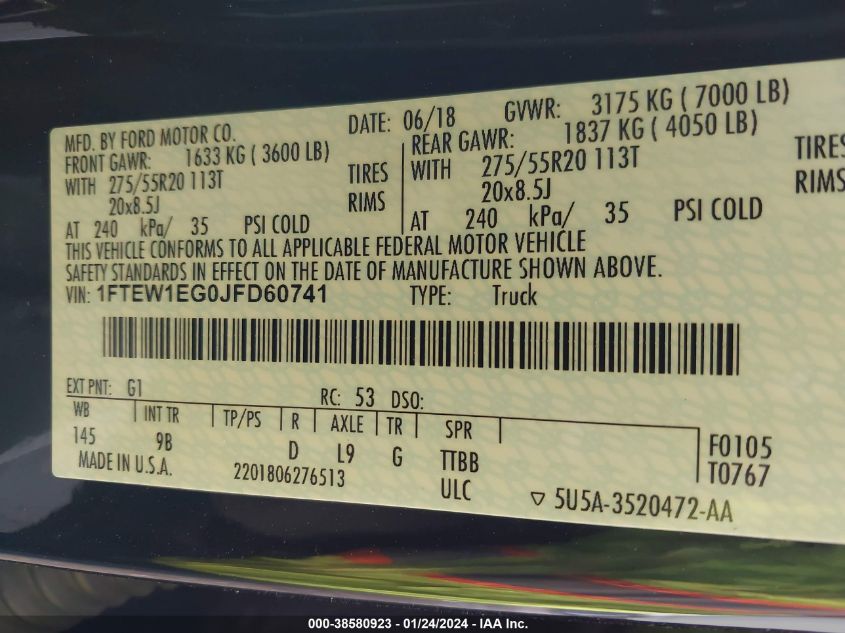 MFD. BY FORD MOTOR CO. DATE: 06/18 GVWR: 3175 KG ( 7000 LB)
FRONT GAWR: 1633 KG ( 3600 LB) REAR GAWR: 1837 KG ( 4050 LB)
WITH 275/55R20 113T TIRES WITH 275/55R20 113T TIRES
20x8.5J RIMS 20x8.5J RIMS
AT 240 kPa/ 35 PSI COLD AT 240 kPa/ 35 PSI COLD
THIS VEHICLE CONFORMS TO ALL APPLICABLE FEDERAL MOTOR VEHICLE
SAFETY STANDARDS IN EFFECT ON THE DATE OF MANUFACTURE SHOWN ABOVE.
VIN: 1FTEW1EG0JFD60741 TYPE: Truck
EXT PNT: G1 RC: 53 DSO:
WB INT TR TP/PS R AXLE TR SPR
145 9B D L9 G TTBB F0105
MADE IN U.S.A. 2201806276513 ULC T0767
▽ 5U5A-3520472-AA
000-38580923 - 01/24/2024 - IAA Inc.